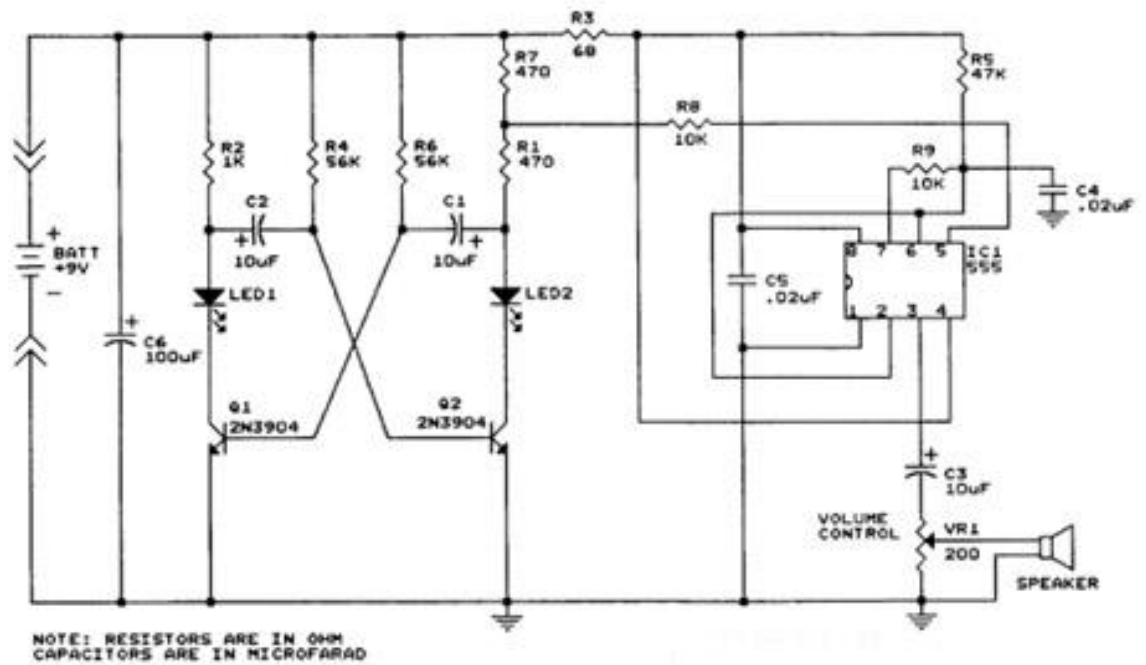 R3
68
R7
470
R5
47K
R8
10K
R2
1K
R4
56K
R6
56K
R1
470
R9
10K
C4
.02uF
C2
+
10uF
C1
+
10uF
+
BATT
+9V
-
LED1
LED2
C5
.02uF
8 7 6 5
IC1
555
1 2 3 4
+
C6
100uF
Q1
2N3904
Q2
2N3904
+
C3
10uF
VOLUME
CONTROL
VR1
200
SPEAKER
NOTE: RESISTORS ARE IN OHM
CAPACITORS ARE IN MICROFARAD